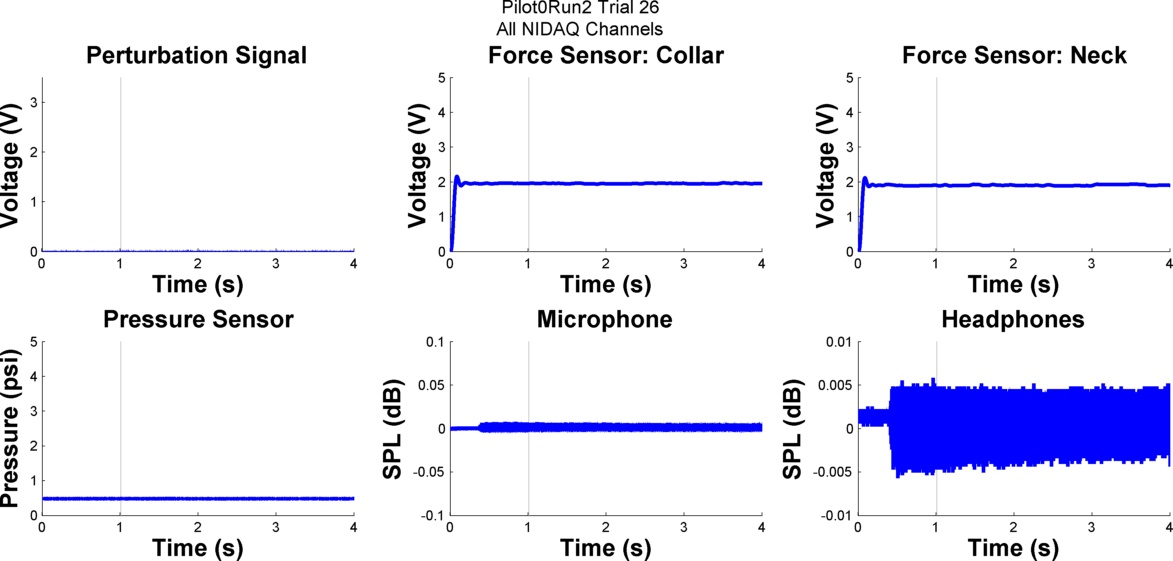 Pilot0Run2 Trial 26
All NIDAQ Channels
Perturbation Signal
Voltage (V)
3
2
1
0
0 1 2 3 4
Time (s)
Force Sensor: Collar
Voltage (V)
5
4
3
2
1
0
0 1 2 3 4
Time (s)
Force Sensor: Neck
Voltage (V)
5
4
3
2
1
0
0 1 2 3 4
Time (s)
Pressure Sensor
Pressure (psi)
5
4
3
2
1
0
0 1 2 3 4
Time (s)
Microphone
SPL (dB)
0.1
0.05
0
-0.05
-0.1
0 1 2 3 4
Time (s)
Headphones
SPL (dB)
0.01
0.005
0
-0.005
-0.01
0 1 2 3 4
Time (s)